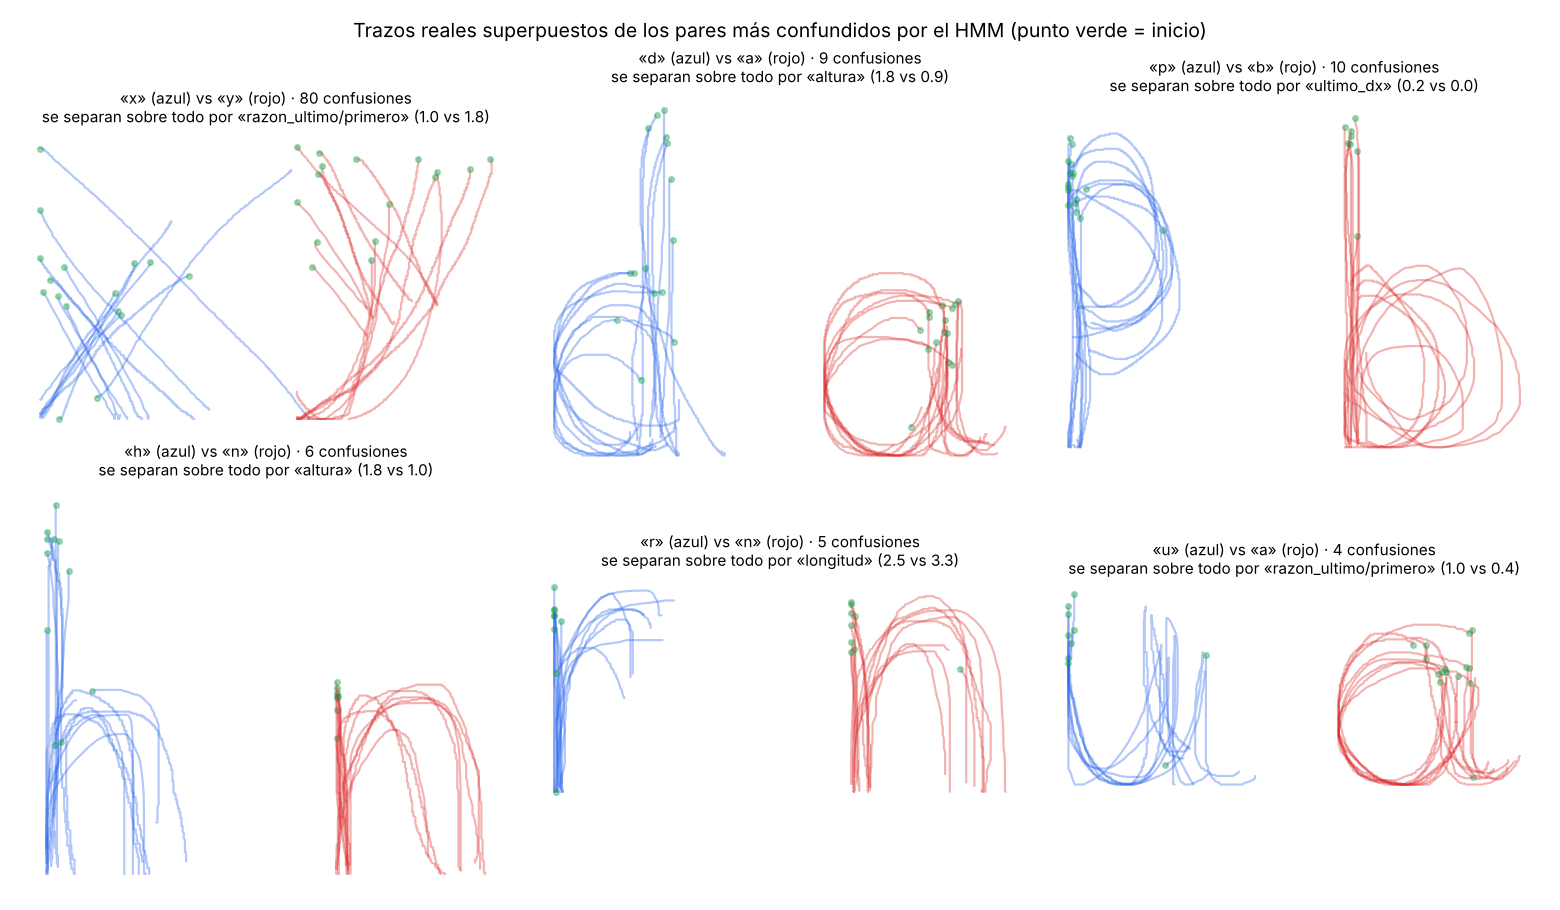 Trazos reales superpuestos de los pares más confundidos por el HMM (punto verde = inicio)
«x» (azul) vs «y» (rojo) · 80 confusiones
se separan sobre todo por «razon_ultimo/primero» (1.0 vs 1.8)
«d» (azul) vs «a» (rojo) · 9 confusiones
se separan sobre todo por «altura» (1.8 vs 0.9)
«p» (azul) vs «b» (rojo) · 10 confusiones
se separan sobre todo por «ultimo_dx» (0.2 vs 0.0)
«h» (azul) vs «n» (rojo) · 6 confusiones
se separan sobre todo por «altura» (1.8 vs 1.0)
«r» (azul) vs «n» (rojo) · 5 confusiones
se separan sobre todo por «longitud» (2.5 vs 3.3)
«u» (azul) vs «a» (rojo) · 4 confusiones
se separan sobre todo por «razon_ultimo/primero» (1.0 vs 0.4)